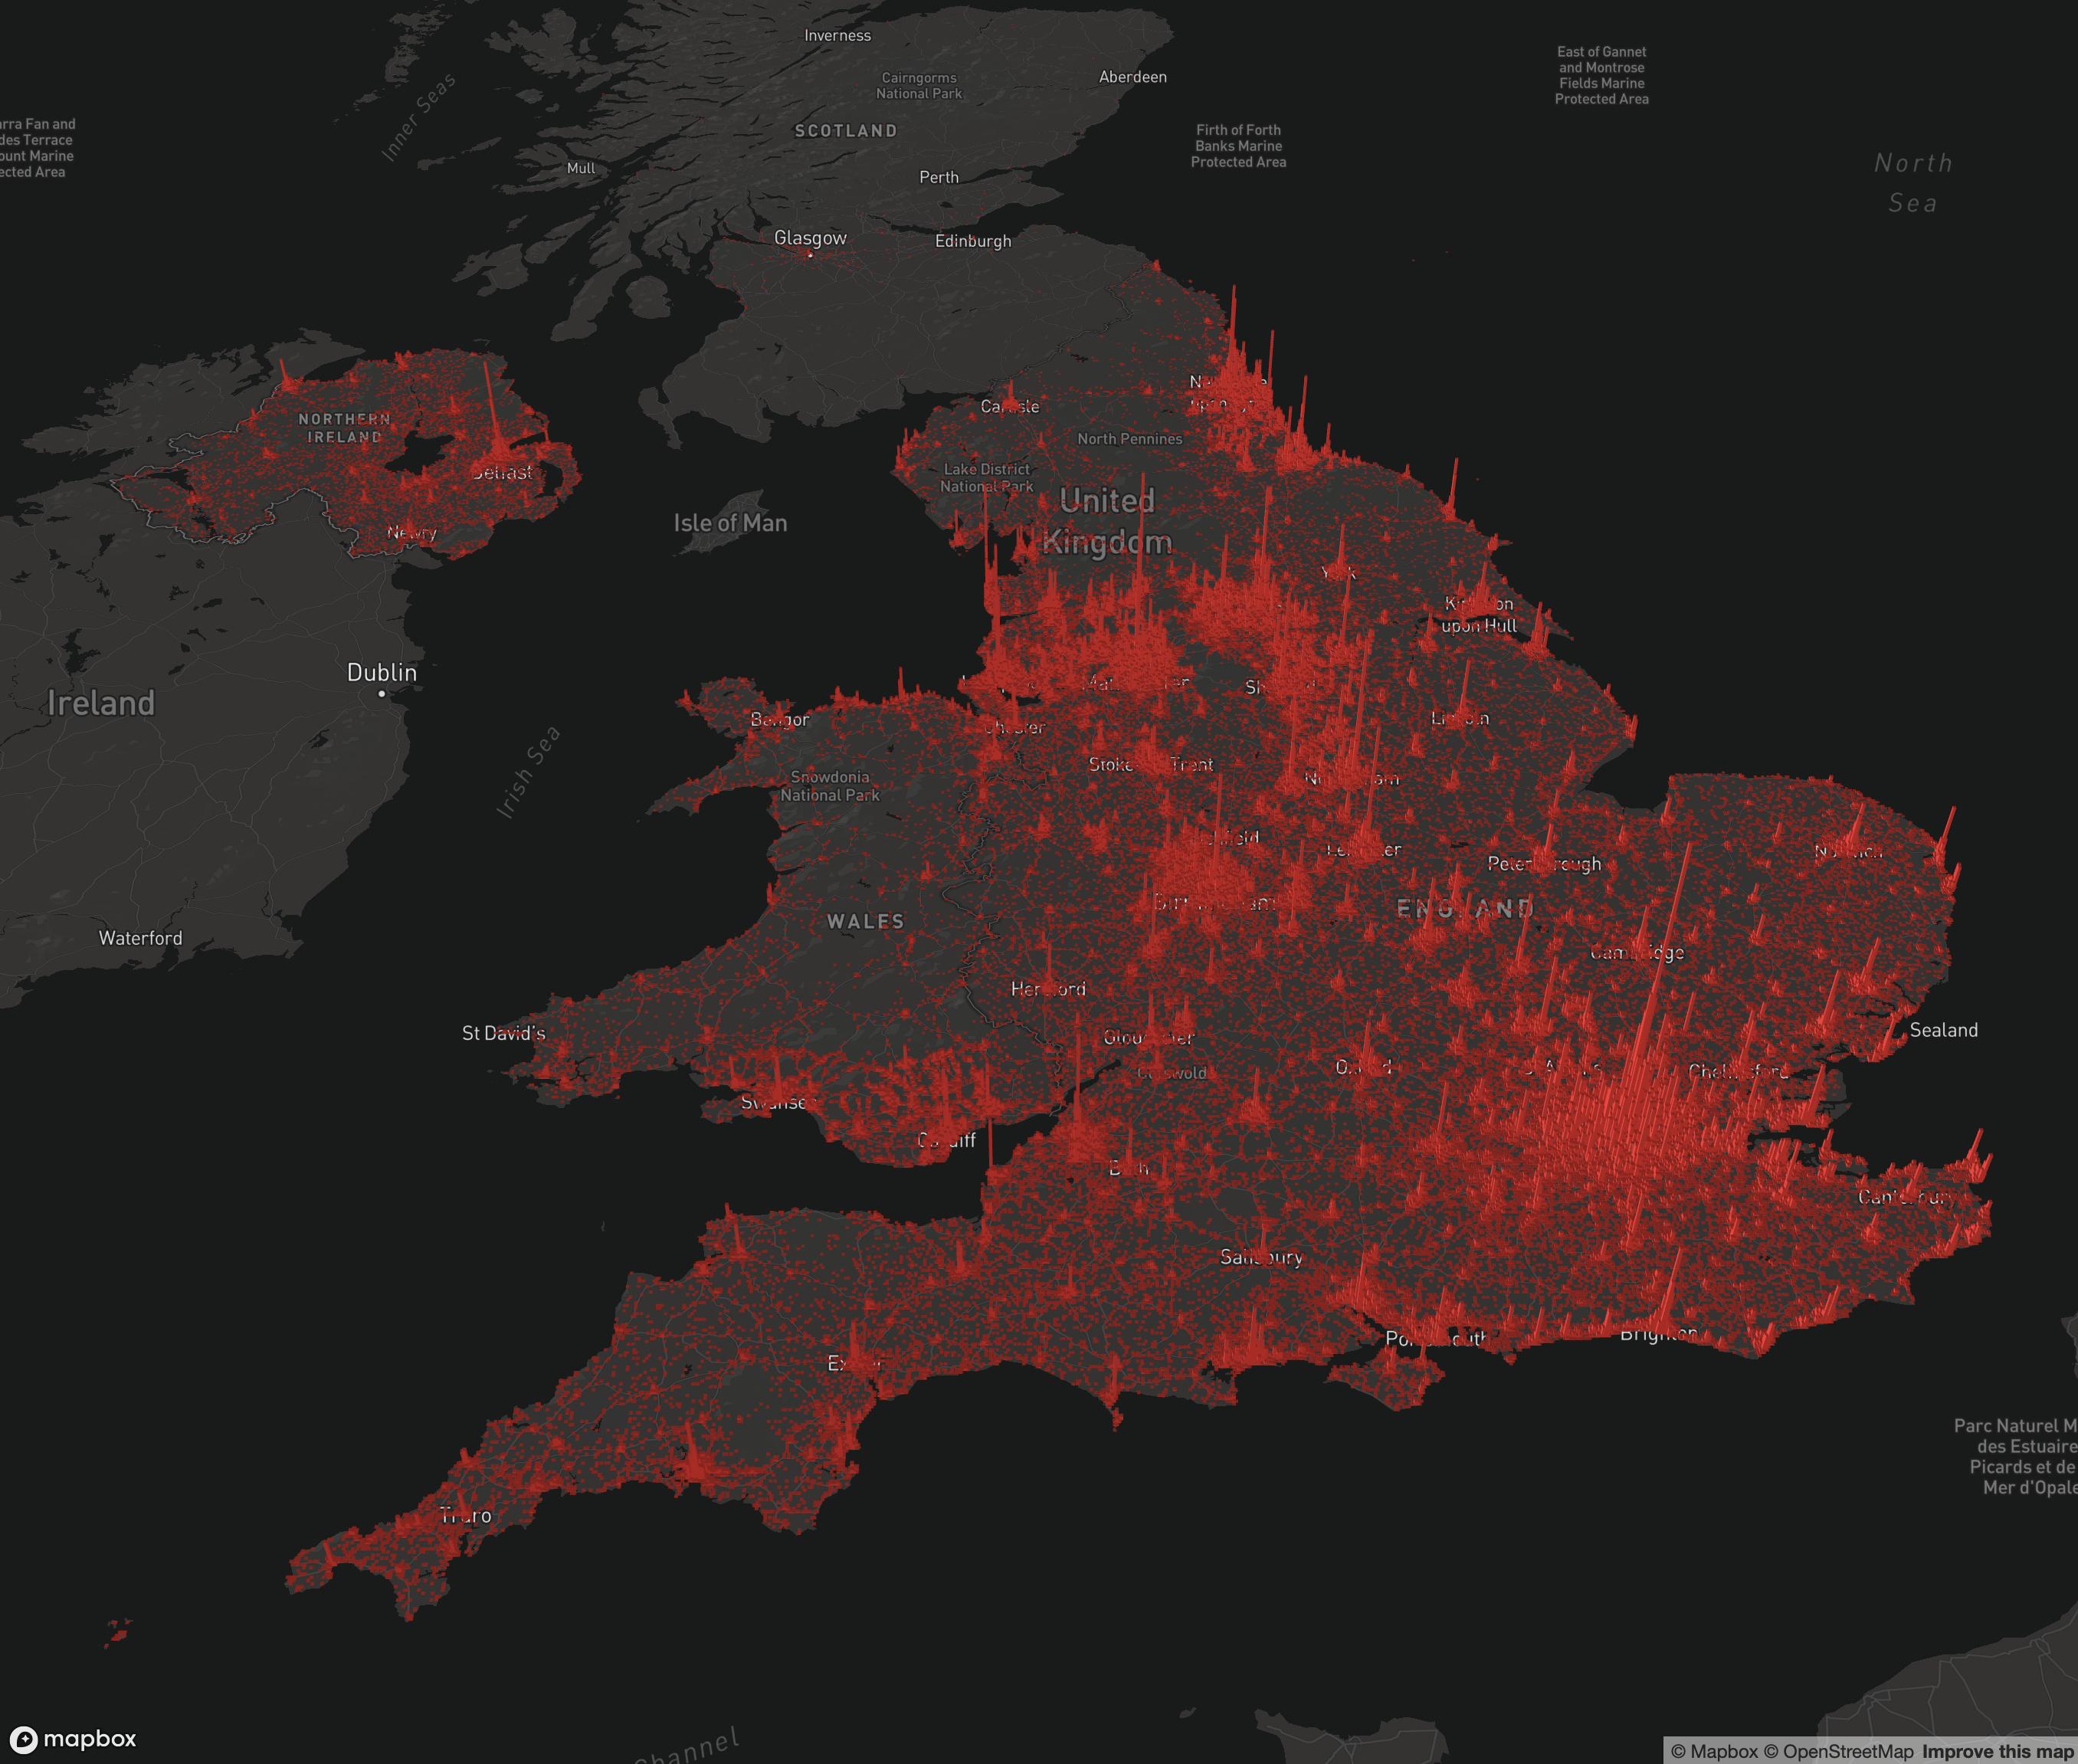 Inverness
Cairngorms
National Park
Aberdeen
East of Gannet
and Montrose
Fields Marine
Protected Area
Inner Seas
SCOTLAND
Firth of Forth
Banks Marine
Protected Area
rra Fan and
des Terrace
ount Marine
ected Area
North
Sea
Mull
Perth
Glasgow
Edinburgh
Carlisle
NORTHERN
IRELAND
North Pennines
Lake District
National Park
Belfast
Newry
United
Kingdom
Isle of Man
York
upon Hull
Dublin
Ireland
Irish Sea
Bangor
Chester
Lincoln
Snowdonia
National Park
Stoke
Trent
Peterborough
Norwich
WALES
ENGLAND
Waterford
Cambridge
Hereford
St David's
Gloucester
Sealand
Cotswold
Oxford
Chelmsford
Swansea
Cardiff
Bath
Canterbury
Salisbury
Portsmouth
Brighton
Exeter
Parc Naturel M
des Estuaire
Picards et de
Mer d'Opale
Truro
Channel
mapbox
© Mapbox © OpenStreetMap Improve this map